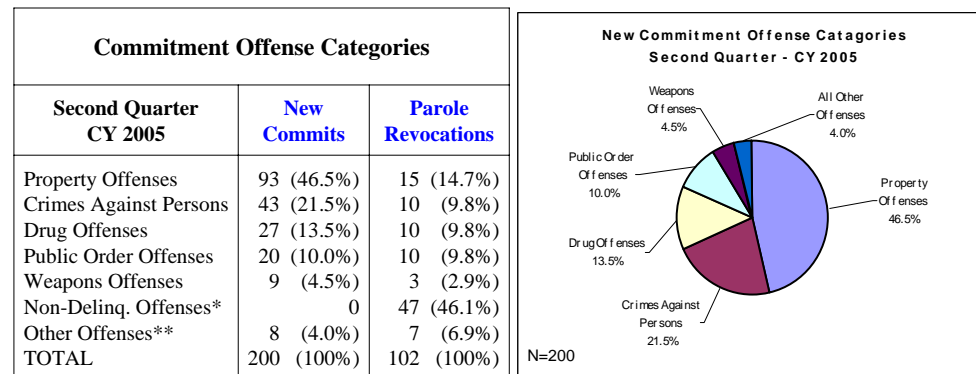 Commitment Offense Categories
Second Quarter CY 2005 New Commits Parole Revocations
Property Offenses 93 (46.5%) 15 (14.7%)
Crimes Against Persons 43 (21.5%) 10 (9.8%)
Drug Offenses 27 (13.5%) 10 (9.8%)
Public Order Offenses 20 (10.0%) 10 (9.8%)
Weapons Offenses 9 (4.5%) 3 (2.9%)
Non-Delinq. Offenses* 0 47 (46.1%)
Other Offenses** 8 (4.0%) 7 (6.9%)
TOTAL 200 (100%) 102 (100%)
New Commitment Offense Catagories
Second Quarter - CY 2005
Weapons
Offenses
4.5%
All Other
Offenses
4.0%
Public Order
Offenses
10.0%
Property
Offenses
46.5%
Drug Offenses
13.5%
Crimes Against
Persons
21.5%
N=200